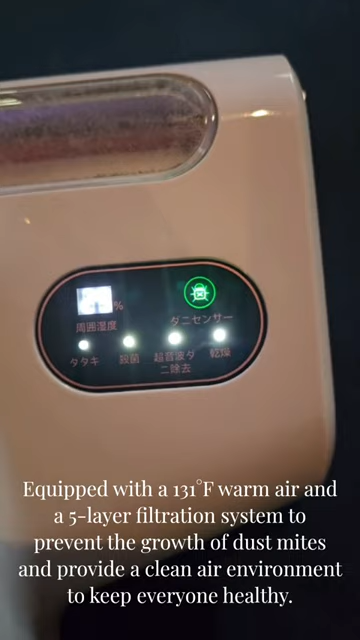 %
周囲湿度
ダニセンサー
タタキ
殺菌
超音波ダ
ニ除去
乾燥
Equipped with a 131°F warm air and
a 5-layer filtration system to
prevent the growth of dust mites
and provide a clean air environment
to keep everyone healthy.